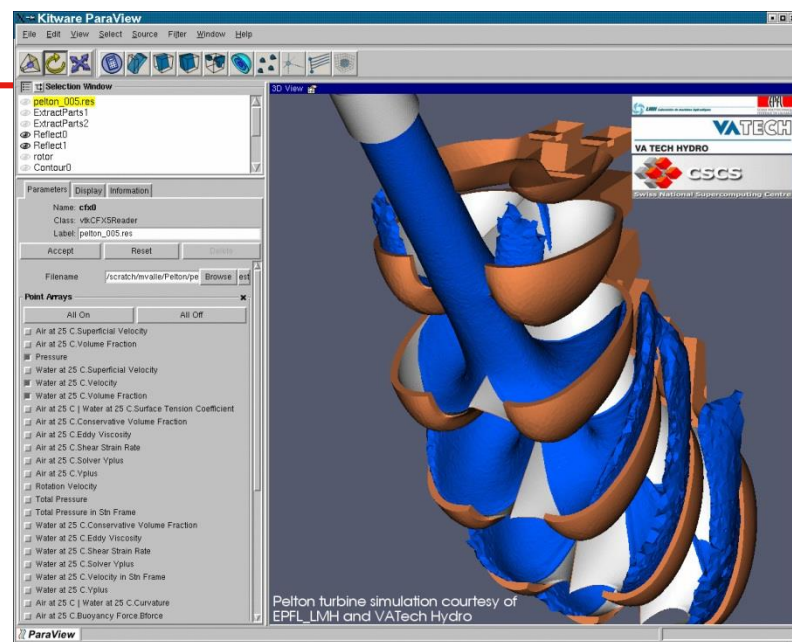 Kitware ParaView
File Edit View Select Source Filter Window Help
Selection Window
pelton_005.res
ExtractParts1
ExtractParts2
Reflect0
Reflect1
rotor
Contour0
Parameters Display Information
Name: cfx0
Class: vtkCFX5Reader
Label: pelton_005.res
Accept Reset Delete
Filename /scratch/mvalle/Pelton/pe Browse est
Point Arrays
All On All Off
Air at 25 C.Superficial Velocity
Air at 25 C.Volume Fraction
Pressure
Water at 25 C.Superficial Velocity
Water at 25 C.Velocity
Water at 25 C.Volume Fraction
Air at 25 C | Water at 25 C.Surface Tension Coefficient
Air at 25 C.Conservative Volume Fraction
Air at 25 C.Eddy Viscosity
Air at 25 C.Shear Strain Rate
Air at 25 C.Solver Yplus
Air at 25 C.Yplus
Rotation Velocity
Total Pressure
Total Pressure in Stn Frame
Water at 25 C.Conservative Volume Fraction
Water at 25 C.Eddy Viscosity
Water at 25 C.Shear Strain Rate
Water at 25 C.Solver Yplus
Water at 25 C.Velocity in Stn Frame
Water at 25 C.Yplus
Air at 25 C | Water at 25 C.Curvature
Air at 25 C.Buoyancy Force.Bforce
ParaView
3D View
LMH
EPFL
VATECH
VA TECH HYDRO
CSCS
Swiss National Supercomputing Centre
Pelton turbine simulation courtesy of
EPFL_LMH and VATech Hydro